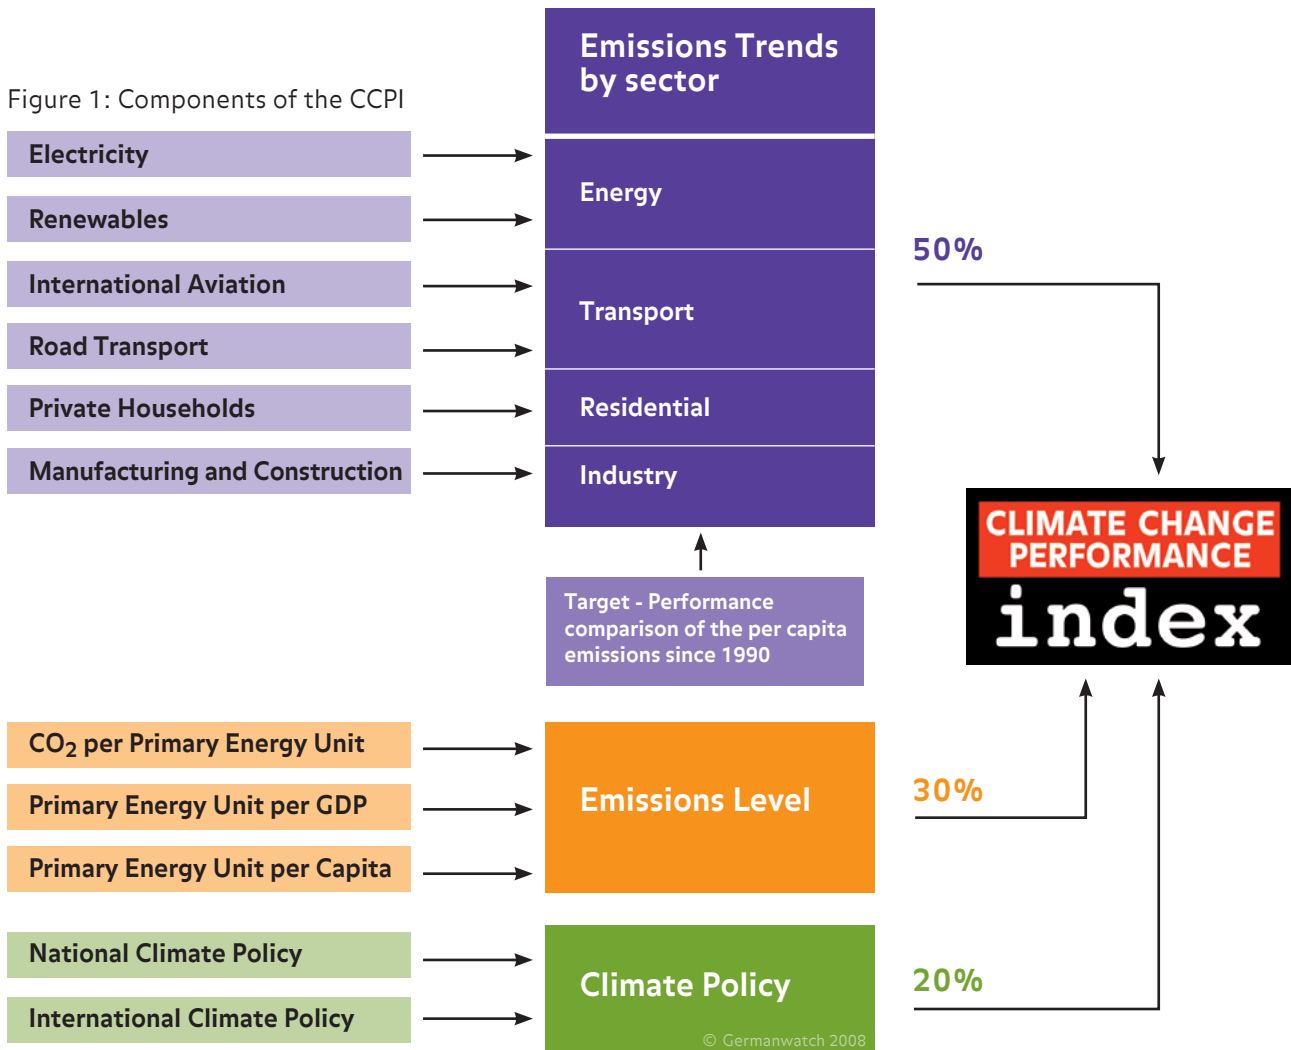 Figure 1: Components of the CCPI
Electricity
Renewables
International Aviation
Road Transport
Private Households
Manufacturing and Construction
Emissions Trends
by sector
Energy
Transport
Residential
Industry
Target - Performance
comparison of the per capita
emissions since 1990
50%
CLIMATE CHANGE
PERFORMANCE
index
CO₂ per Primary Energy Unit
Primary Energy Unit per GDP
Primary Energy Unit per Capita
Emissions Level
30%
National Climate Policy
International Climate Policy
Climate Policy
© Germanwatch 2008
20%